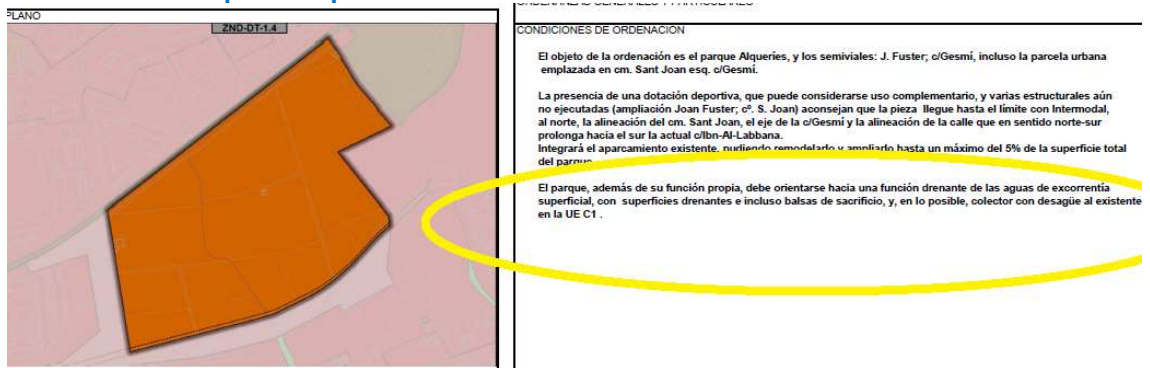 PLANO
ZND-DT-1.4
CONDICIONES DE ORDENACION
El objeto de la ordenación es el parque Alqueríes, y los semiviales: J. Fuster; c/Gesmí, incluso la parcela urbana
emplazada en cm. Sant Joan esq. c/Gesmí.
La presencia de una dotación deportiva, que puede considerarse uso complementario, y varias estructurales aún
no ejecutadas (ampliación Joan Fuster; cº. S. Joan) aconsejan que la pieza llegue hasta el límite con Intermodal,
al norte, la alineación del cm. Sant Joan, el eje de la c/Gesmí y la alineación de la calle que en sentido norte-sur
prolonga hacia el sur la actual c/Ibn-Al-Labbana.
Integrará el aparcamiento existente, pudiendo remodelarlo y ampliarlo hasta un máximo del 5% de la superficie total
del parque
El parque, además de su función propia, debe orientarse hacia una función drenante de las aguas de excorrentía
superficial, con superficies drenantes e incluso balsas de sacrificio, y, en lo posible, colector con desagüe al existente
en la UE C1 .